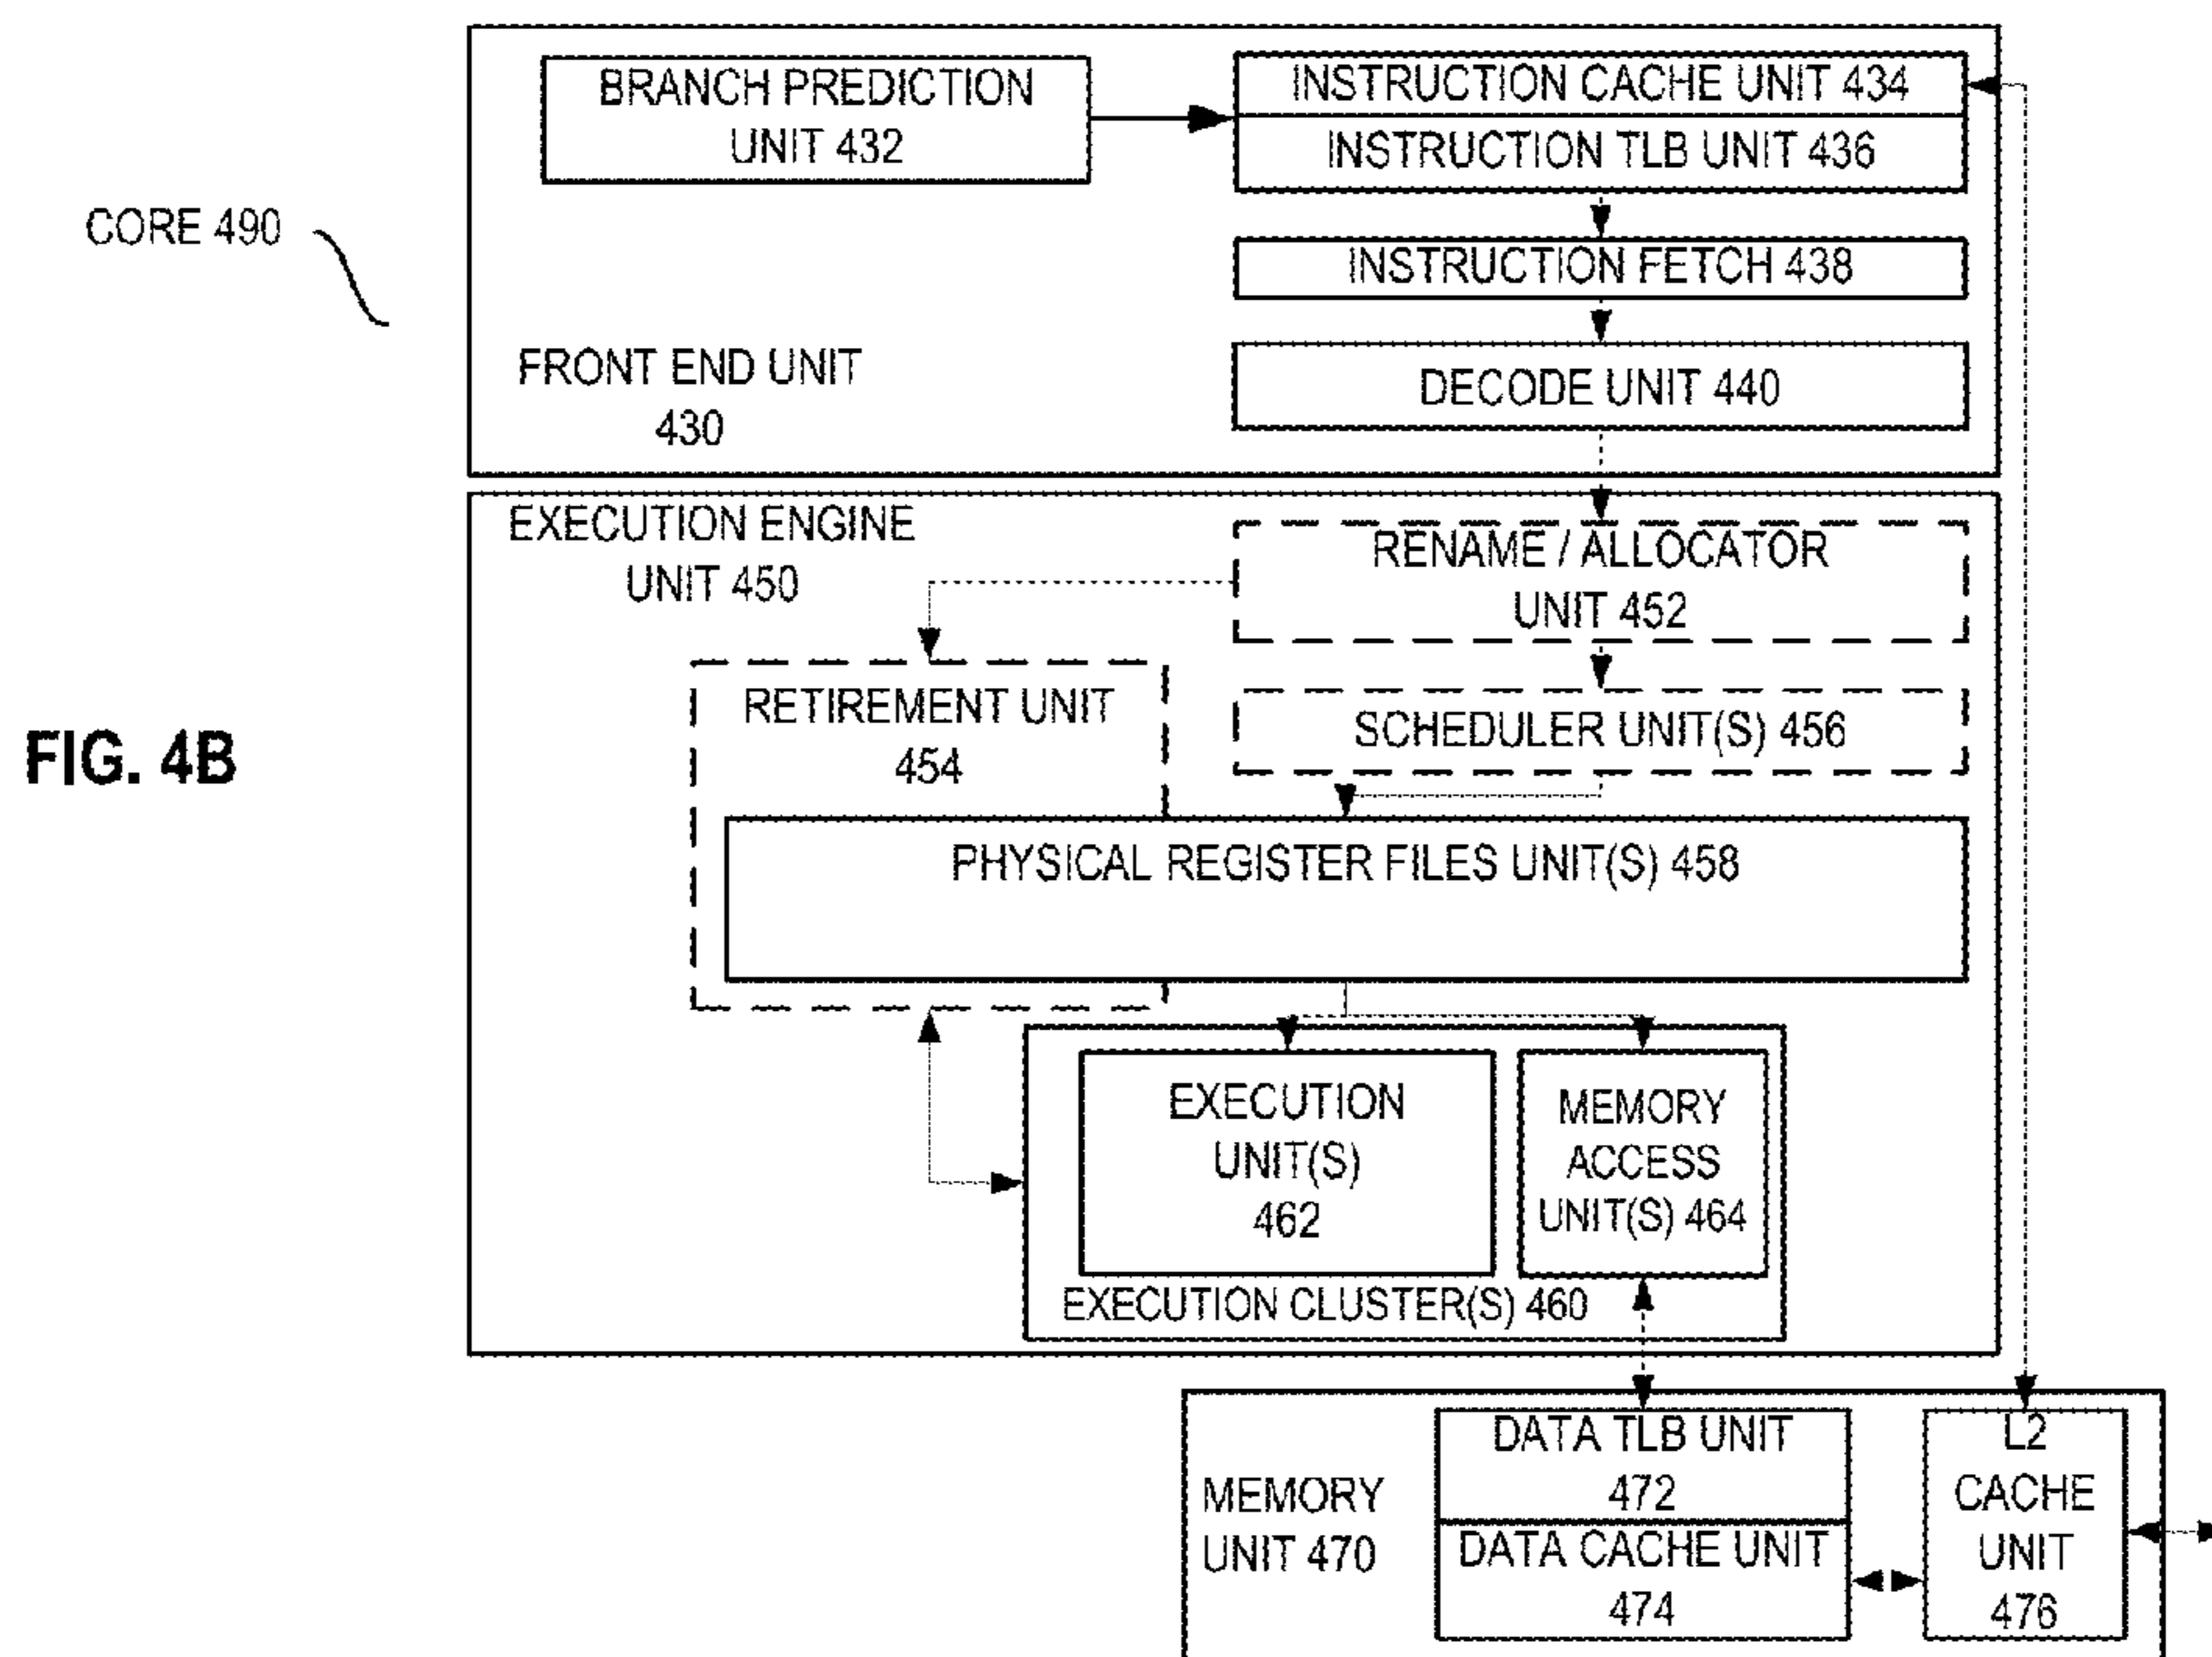 BRANCH PREDICTION
UNIT 432
INSTRUCTION CACHE UNIT 434
INSTRUCTION TLB UNIT 436
CORE 490
INSTRUCTION FETCH 438
FRONT END UNIT
430
DECODE UNIT 440
EXECUTION ENGINE
UNIT 450
RENAME / ALLOCATOR
UNIT 452
RETIREMENT UNIT
454
SCHEDULER UNIT(S) 456
FIG. 4B
PHYSICAL REGISTER FILES UNIT(S) 458
EXECUTION
UNIT(S)
462
MEMORY
ACCESS
UNIT(S) 464
EXECUTION CLUSTER(S) 460
MEMORY
UNIT 470
DATA TLB UNIT
472
DATA CACHE UNIT
474
L2
CACHE
UNIT
476